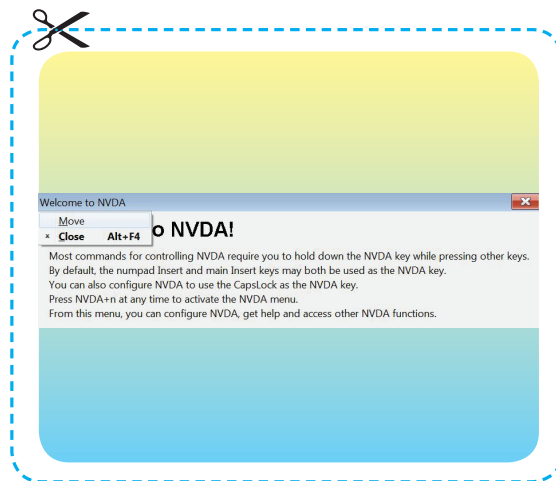 Welcome to NVDA
Move
x Close Alt+F4
o NVDA!
Most commands for controlling NVDA require you to hold down the NVDA key while pressing other keys.
By default, the numpad Insert and main Insert keys may both be used as the NVDA key.
You can also configure NVDA to use the CapsLock as the NVDA key.
Press NVDA+n at any time to activate the NVDA menu.
From this menu, you can configure NVDA, get help and access other NVDA functions.